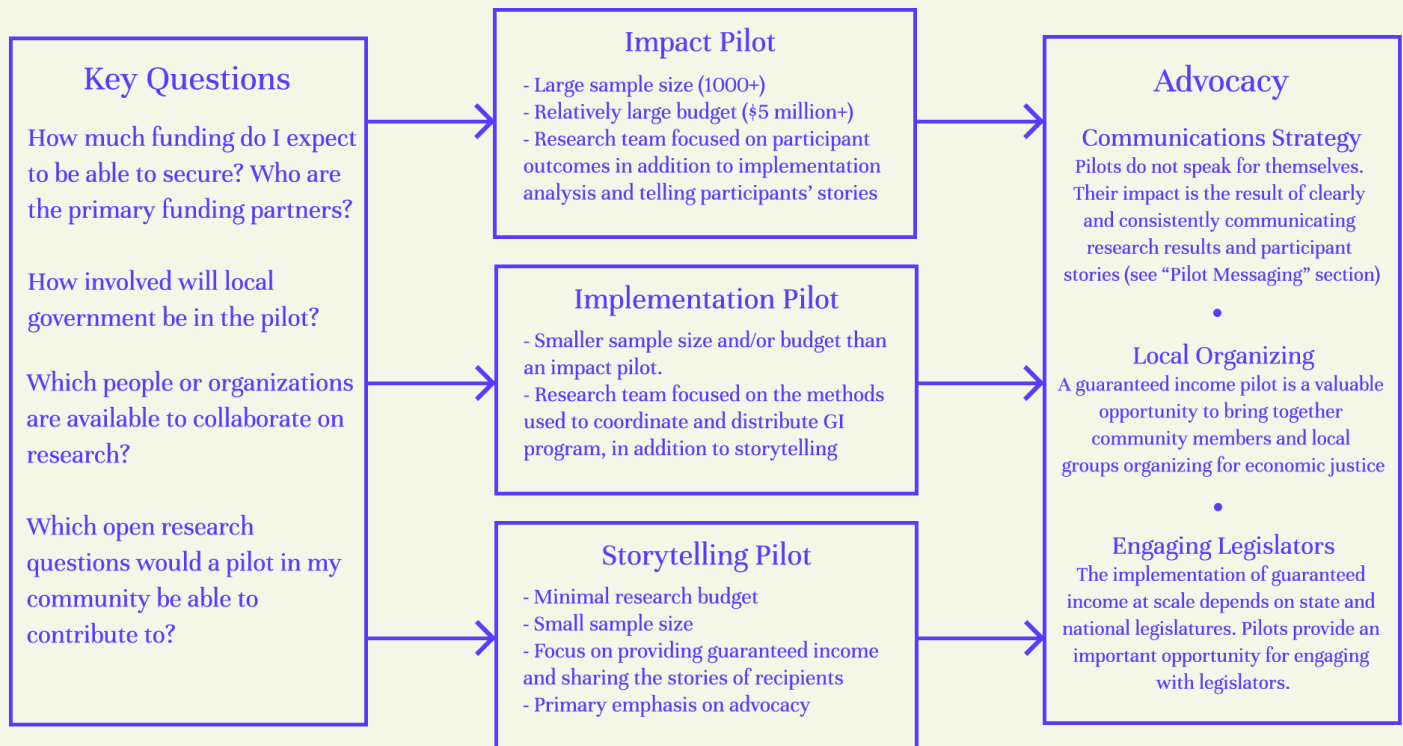 Key Questions
How much funding do I expect
to be able to secure? Who are
the primary funding partners?
How involved will local
government be in the pilot?
Which people or organizations
are available to collaborate on
research?
Which open research
questions would a pilot in my
community be able to
contribute to?
Impact Pilot
- Large sample size (1000+)
- Relatively large budget ($5 million+)
- Research team focused on participant
outcomes in addition to implementation
analysis and telling participants’ stories
Implementation Pilot
- Smaller sample size and/or budget than
an impact pilot.
- Research team focused on the methods
used to coordinate and distribute GI
program, in addition to storytelling
Storytelling Pilot
- Minimal research budget
- Small sample size
- Focus on providing guaranteed income
and sharing the stories of recipients
- Primary emphasis on advocacy
Advocacy
Communications Strategy
Pilots do not speak for themselves.
Their impact is the result of clearly
and consistently communicating
research results and participant
stories (see “Pilot Messaging” section)
•
Local Organizing
A guaranteed income pilot is a valuable
opportunity to bring together
community members and local
groups organizing for economic justice
•
Engaging Legislators
The implementation of guaranteed
income at scale depends on state and
national legislatures. Pilots provide an
important opportunity for engaging
with legislators.